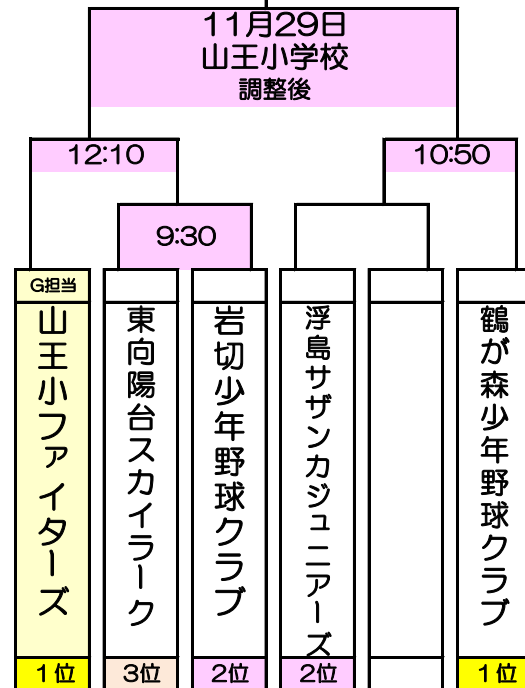 11月29日
山王小学校
調整後
12:10
10:50
9:30
G担当
山王小ファイターズ
東向陽台スカイラーク
岩切少年野球クラブ
浮島サザンカジュニアーズ
鶴が森少年野球クラブ
1位
3位
2位
2位
1位